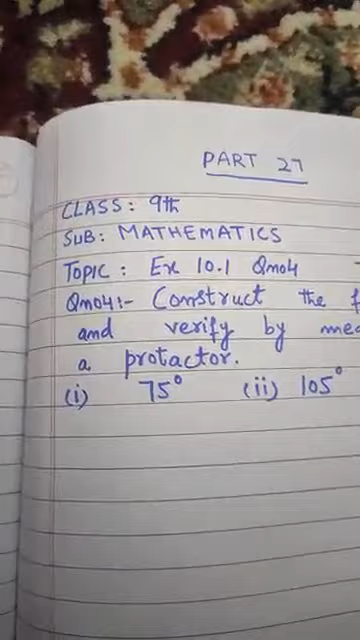 PART 27
CLASS: 9th
SUB: MATHEMATICS
TOPIC: Ex 10.1 Qno4
Qno4:- Construct the
and verify by
a protactor.
(i) 75° (ii) 105°